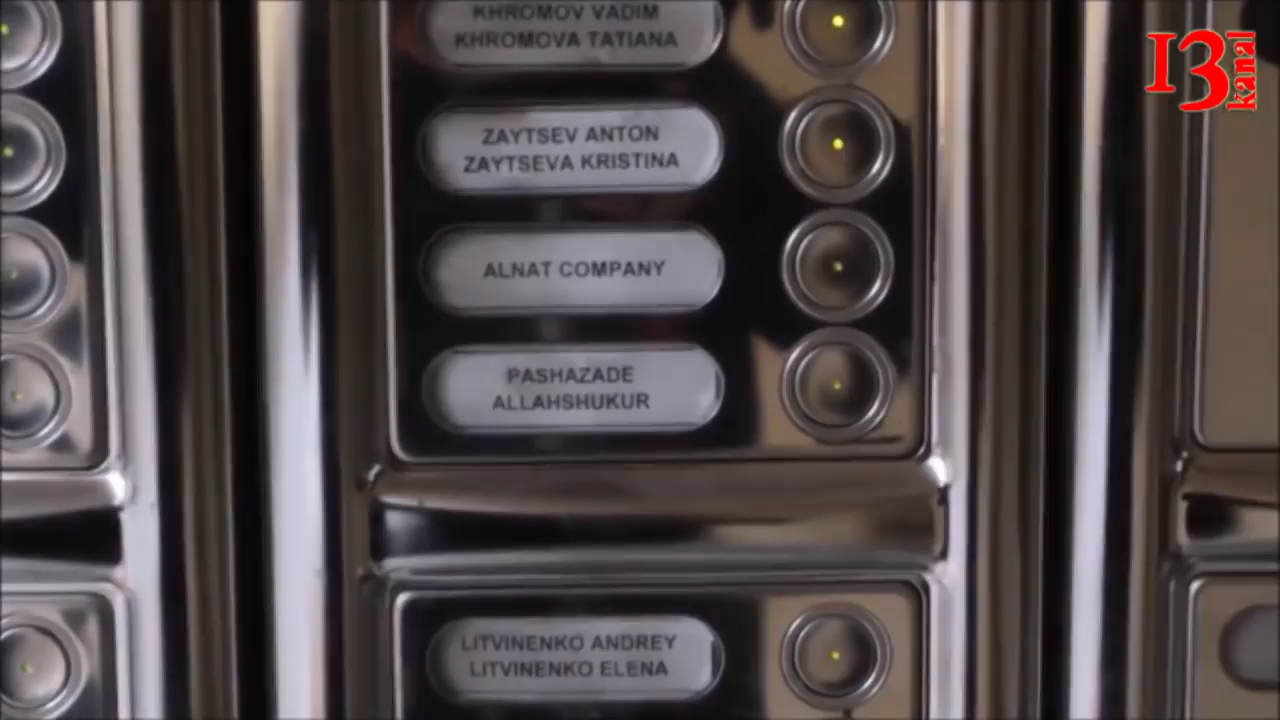 KHROMOV VADIM
KHROMOVA TATIANA
13 kanal
ZAYTSEV ANTON
ZAYTSEVA KRISTINA
ALNAT COMPANY
PASHAZADE
ALLAHSHUKUR
LITVINENKO ANDREY
LITVINENKO ELENA